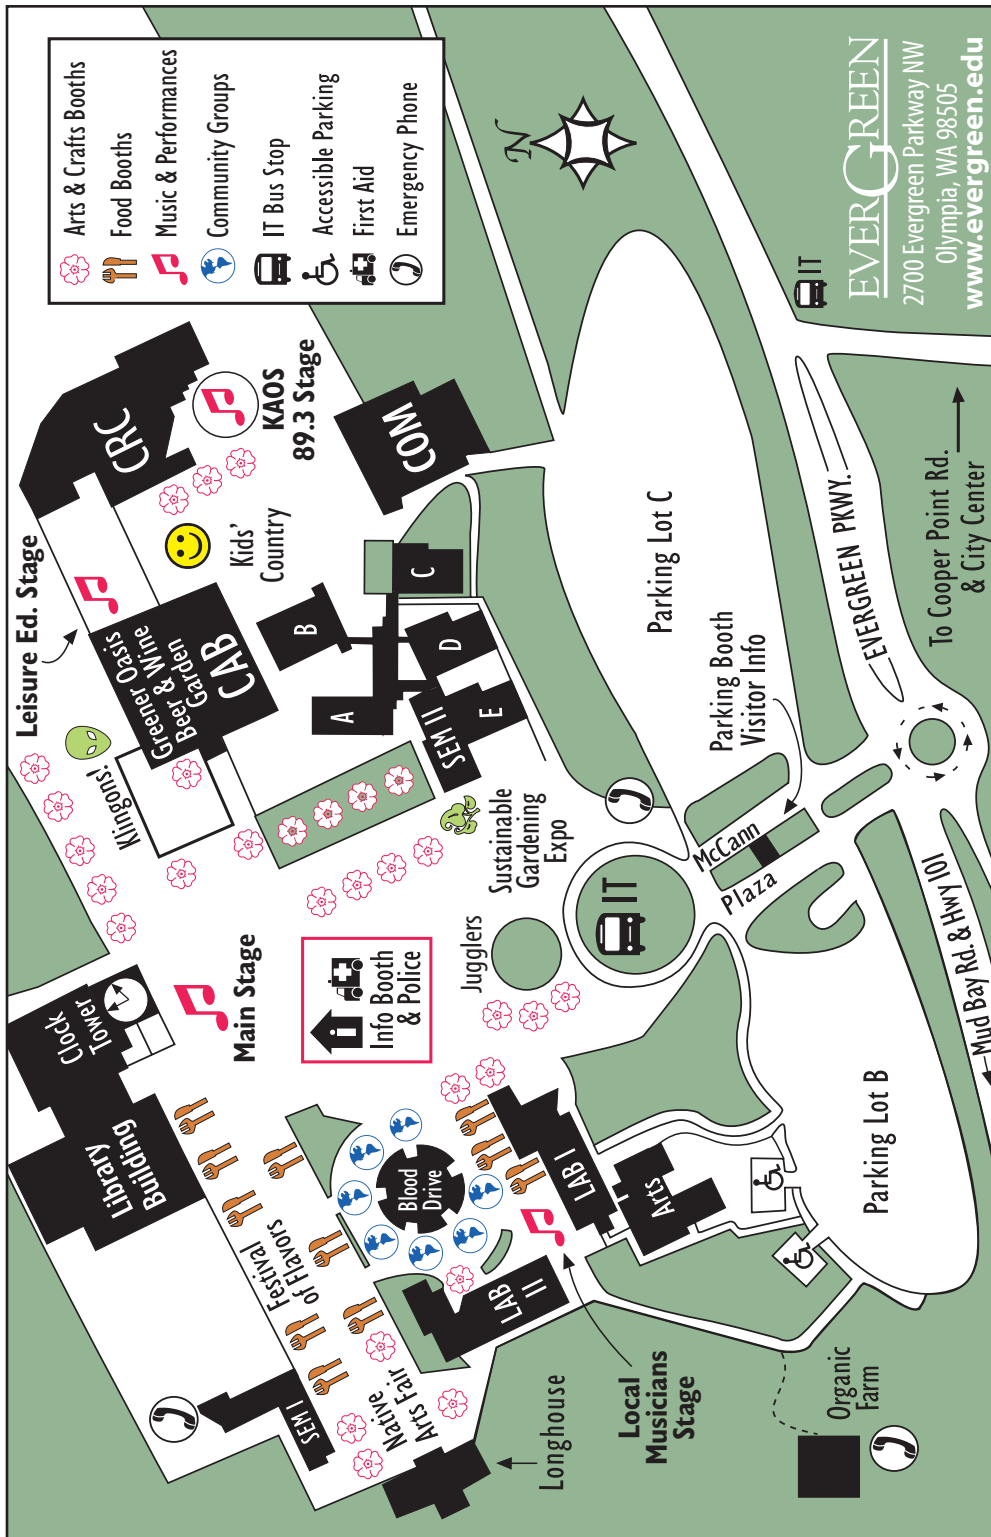 Arts & Crafts Booths
Food Booths
Music & Performances
Community Groups
IT Bus Stop
Accessible Parking
First Aid
Emergency Phone
N
EVERGREEN
2700 Evergreen Parkway NW
Olympia, WA 98505
www.evergreen.edu
IT
CRC
KAOS
89.3 Stage
COM
Leisure Ed. Stage
Kids'
Country
Greener Oasis
Beer & Wine
Garden
CAB
Klingons!
A
B
C
D
E
SEM II
Sustainable
Gardening
Expo
Parking Lot C
Parking Booth
Visitor Info
EVERGREEN PKWY.
To Cooper Point Rd.
& City Center
McCann
Plaza
IT
Jugglers
Clock
Tower
Main Stage
Info Booth
& Police
i
Library
Building
Festival
of Flavors
Blood
Drive
LAB I
Arts
LAB
II
Parking Lot B
Mud Bay Rd. & Hwy 101
SEM I
Native
Arts Fair
Longhouse
Local
Musicians
Stage
Organic
Farm